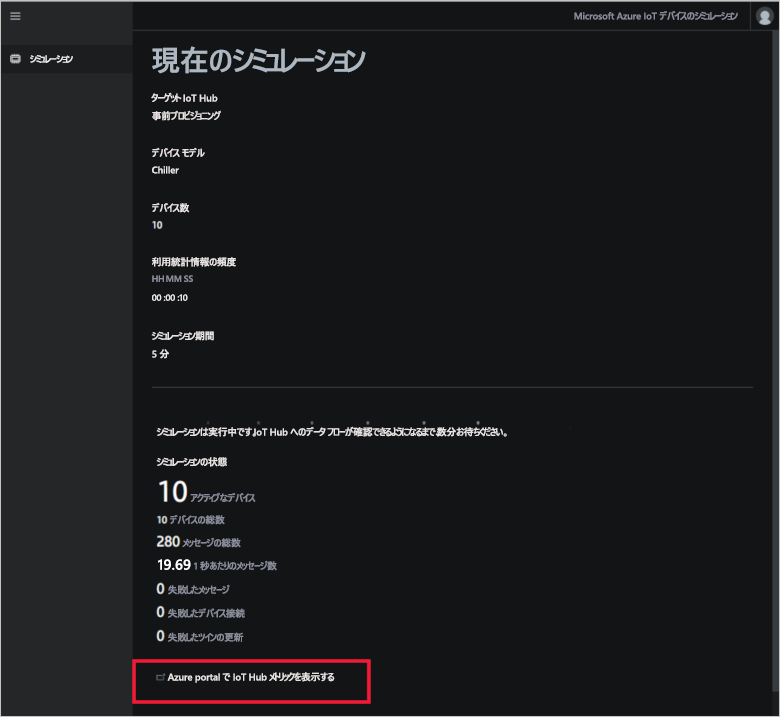 Microsoft Azure IoT デバイスのシミュレーション
シミュレーション
現在のシミュレーション
ターゲット IoT Hub
事前プロビジョニング
デバイス モデル
Chiller
デバイス数
10
利用統計情報の頻度
HH MM SS
00 :00 :10
シミュレーション期間
5 分
シミュレーションは実行中です。IoT Hub へのデータ フローが確認できるようになるまで、数分お待ちください。
シミュレーションの状態
10 アクティブなデバイス
10 デバイスの総数
280 メッセージの総数
19.69 1 秒あたりのメッセージ数
0 失敗したメッセージ
0 失敗したデバイス接続
0 失敗したツインの更新
Azure portal で IoT Hub メトリックを表示する